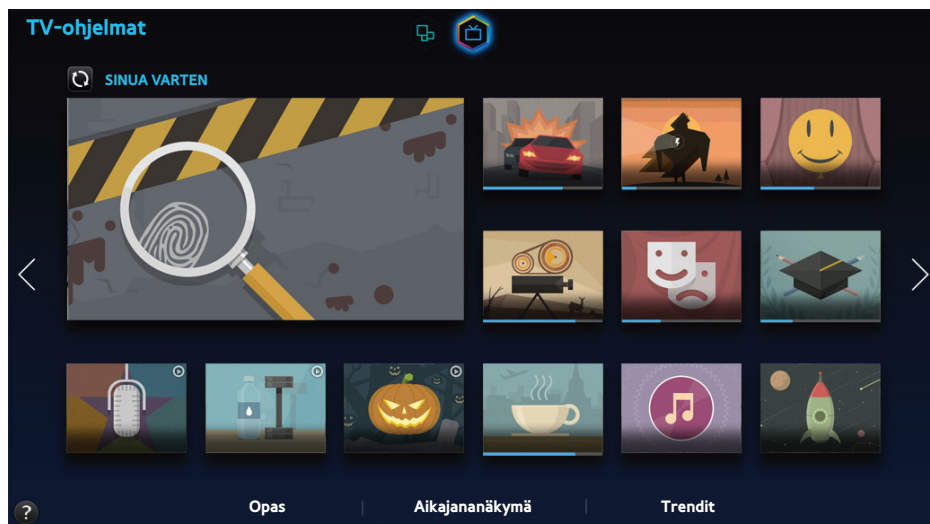 TV-ohjelmat
SINUA VARTEN
?
Opas
Aikajananäkymä
Trendit